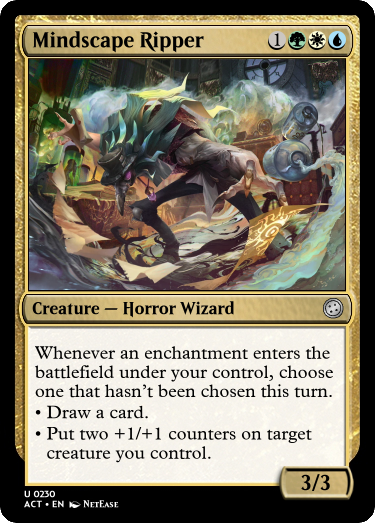 Mindscape Ripper 1
Creature — Horror Wizard
Whenever an enchantment enters the
battlefield under your control, choose
one that hasn't been chosen this turn.
• Draw a card.
• Put two +1/+1 counters on target
creature you control.
3/3
U 0230
ACT • EN NetEase